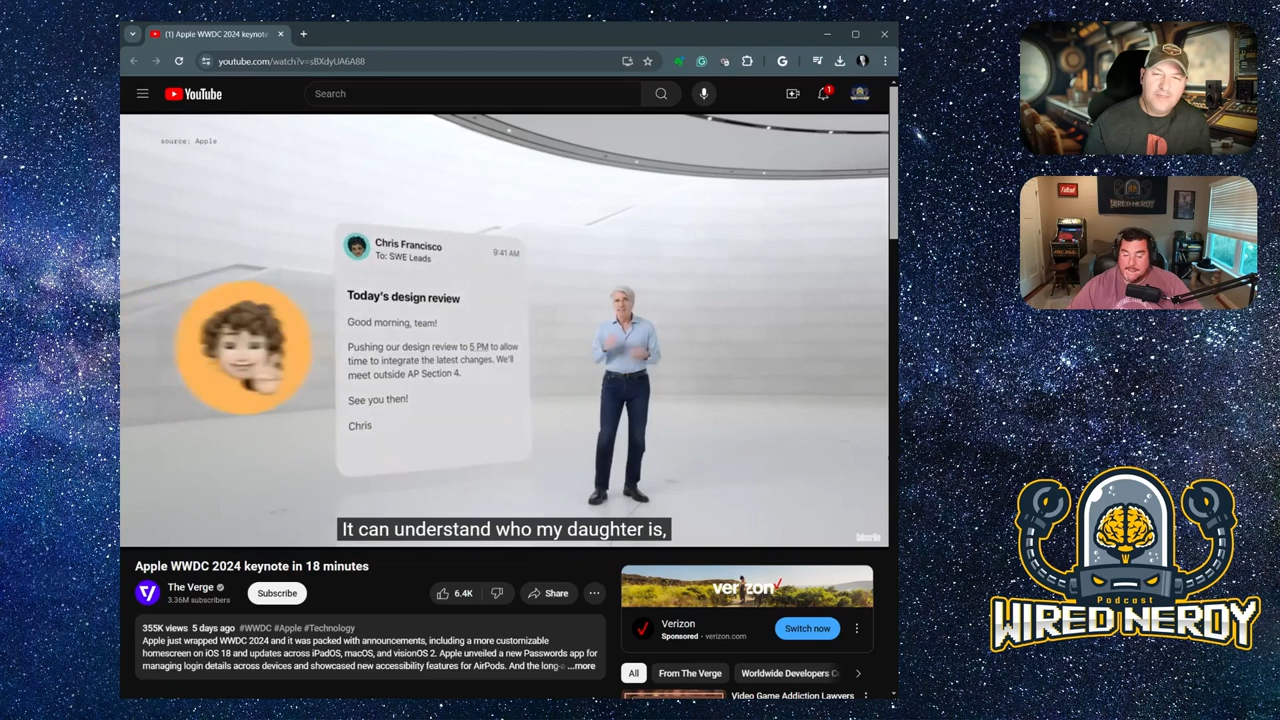 (1) Apple WWDC 2024 keynote
youtube.com/watch?v=sBXdyUA6A88
YouTube
Search
1
source: Apple
Chris Francisco
To: SWE Leads
9:41 AM
Today's design review
Good morning, team!
Pushing our design review to 5 PM to allow
time to integrate the latest changes. We'll
meet outside AP Section 4.
See you then!
Chris
It can understand who my daughter is,
Subscribe
Apple WWDC 2024 keynote in 18 minutes
The Verge
3.36M subscribers
Subscribe
6.4K
Share
355K views 5 days ago #WWDC #Apple #Technology
Apple just wrapped WWDC 2024 and it was packed with announcements, including a more customizable
homescreen on iOS 18 and updates across iPadOS, macOS, and visionOS 2. Apple unveiled a new Passwords app for
managing login details across devices and showcased new accessibility features for AirPods. And the long-a ...more
verizon
Verizon
Sponsored · verizon.com
Switch now
All
From The Verge
Worldwide Developers C
Video Game Addiction Lawyers
Fallout
WIRED NERDY
Podcast
WIRED NERDY